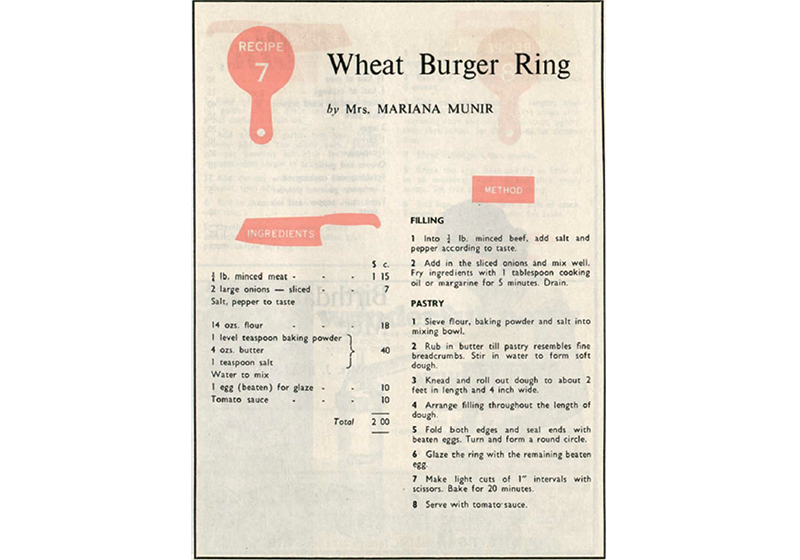 RECIPE
7
Wheat Burger Ring
by Mrs. MARIANA MUNIR
INGREDIENTS
$ c.
lb. minced meat - - - 1 15
2 large onions — sliced - - 7
Salt, pepper to taste
14 ozs. flour - - - 18
1 level teaspoon baking powder
4 ozs. butter 40
1 teaspoon salt
Water to mix
1 egg (beaten) for glaze - - 10
Tomato sauce - - - 10
Total 2 00
METHOD
FILLING
1 Into lb. minced beef, add salt and
pepper according to taste.
2 Add in the sliced onions and mix well.
Fry ingredients with 1 tablespoon cooking
oil or margarine for 5 minutes. Drain.
PASTRY
1 Sieve flour, baking powder and salt into
mixing bowl.
2 Rub in butter till pastry resembles fine
breadcrumbs. Stir in water to form soft
dough.
3 Knead and roll out dough to about 2
feet in length and 4 inch wide.
4 Arrange filling throughout the length of
dough.
5 Fold both edges and seal ends with
beaten eggs. Turn and form a round circle.
6 Glaze the ring with the remaining beaten
egg.
7 Make light cuts of 1" intervals with
scissors. Bake for 20 minutes.
8 Serve with tomato sauce.